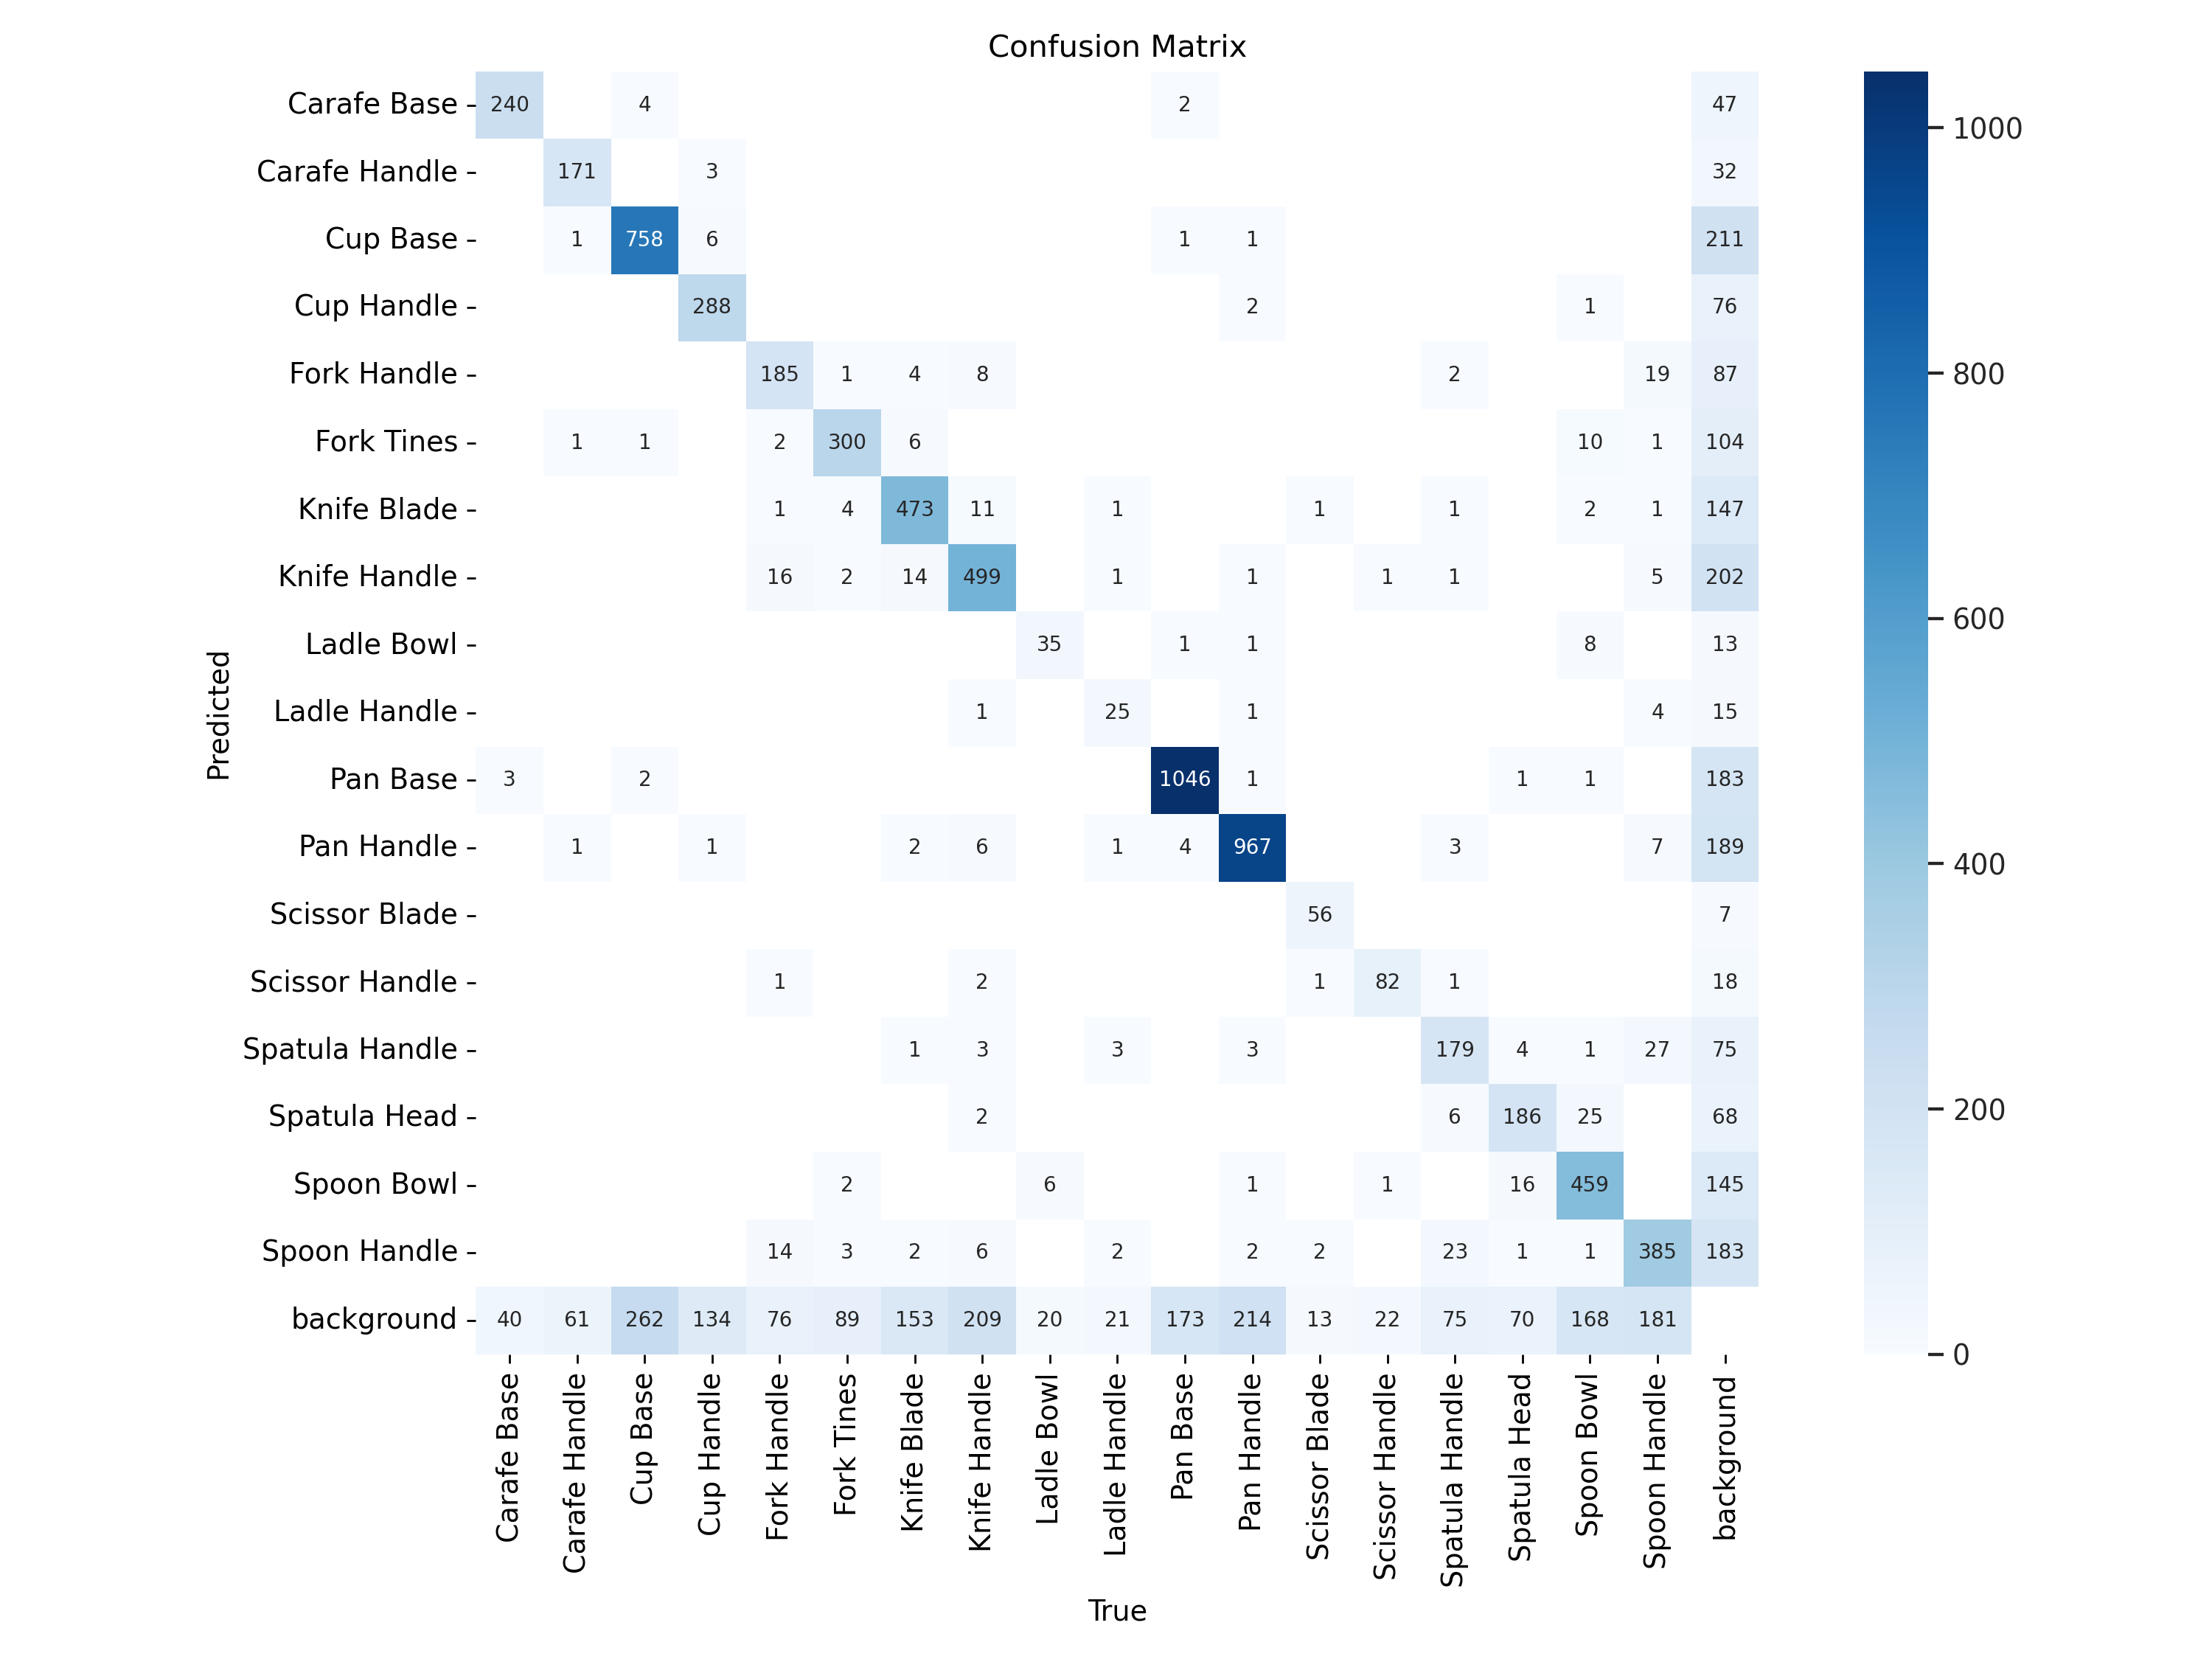 Confusion Matrix
Predicted
Carafe Base 240 4 2 47
Carafe Handle 171 3 32
Cup Base 1 758 6 1 1 211
Cup Handle 288 2 1 76
Fork Handle 185 1 4 8 2 19 87
Fork Tines 1 1 2 300 6 10 1 104
Knife Blade 1 4 473 11 1 1 1 2 1 147
Knife Handle 16 2 14 499 1 1 1 1 5 202
Ladle Bowl 35 1 1 8 13
Ladle Handle 1 25 1 4 15
Pan Base 3 2 1046 1 1 1 183
Pan Handle 1 1 2 6 1 4 967 3 7 189
Scissor Blade 56 7
Scissor Handle 1 2 1 82 1 18
Spatula Handle 1 3 3 3 179 4 1 27 75
Spatula Head 2 6 186 25 68
Spoon Bowl 2 6 1 1 16 459 145
Spoon Handle 14 3 2 6 2 2 2 23 1 1 385 183
background 40 61 262 134 76 89 153 209 20 21 173 214 13 22 75 70 168 181
Carafe Base
Carafe Handle
Cup Base
Cup Handle
Fork Handle
Fork Tines
Knife Blade
Knife Handle
Ladle Bowl
Ladle Handle
Pan Base
Pan Handle
Scissor Blade
Scissor Handle
Spatula Handle
Spatula Head
Spoon Bowl
Spoon Handle
background
True
1000
800
600
400
200
0